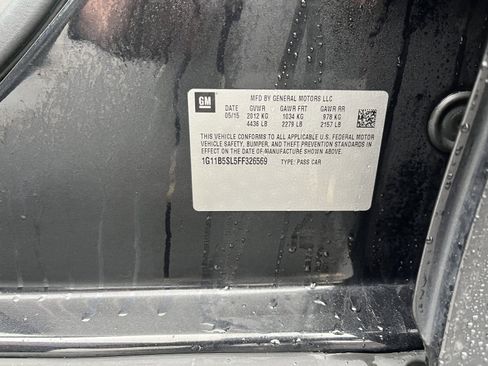 GM
MFD BY GENERAL MOTORS LLC
DATE GVWR GAWR FRT GAWR RR
05/15 2012 KG 1034 KG 978 KG
4436 LB 2279 LB 2157 LB
THIS VEHICLE CONFORMS TO ALL APPLICABLE U.S. FEDERAL MOTOR
VEHICLE SAFETY, BUMPER, AND THEFT PREVENTION STANDARDS IN
EFFECT ON THE DATE OF MANUFACTURE SHOWN ABOVE.
1G11B5SL5FF326569 TYPE: PASS CAR